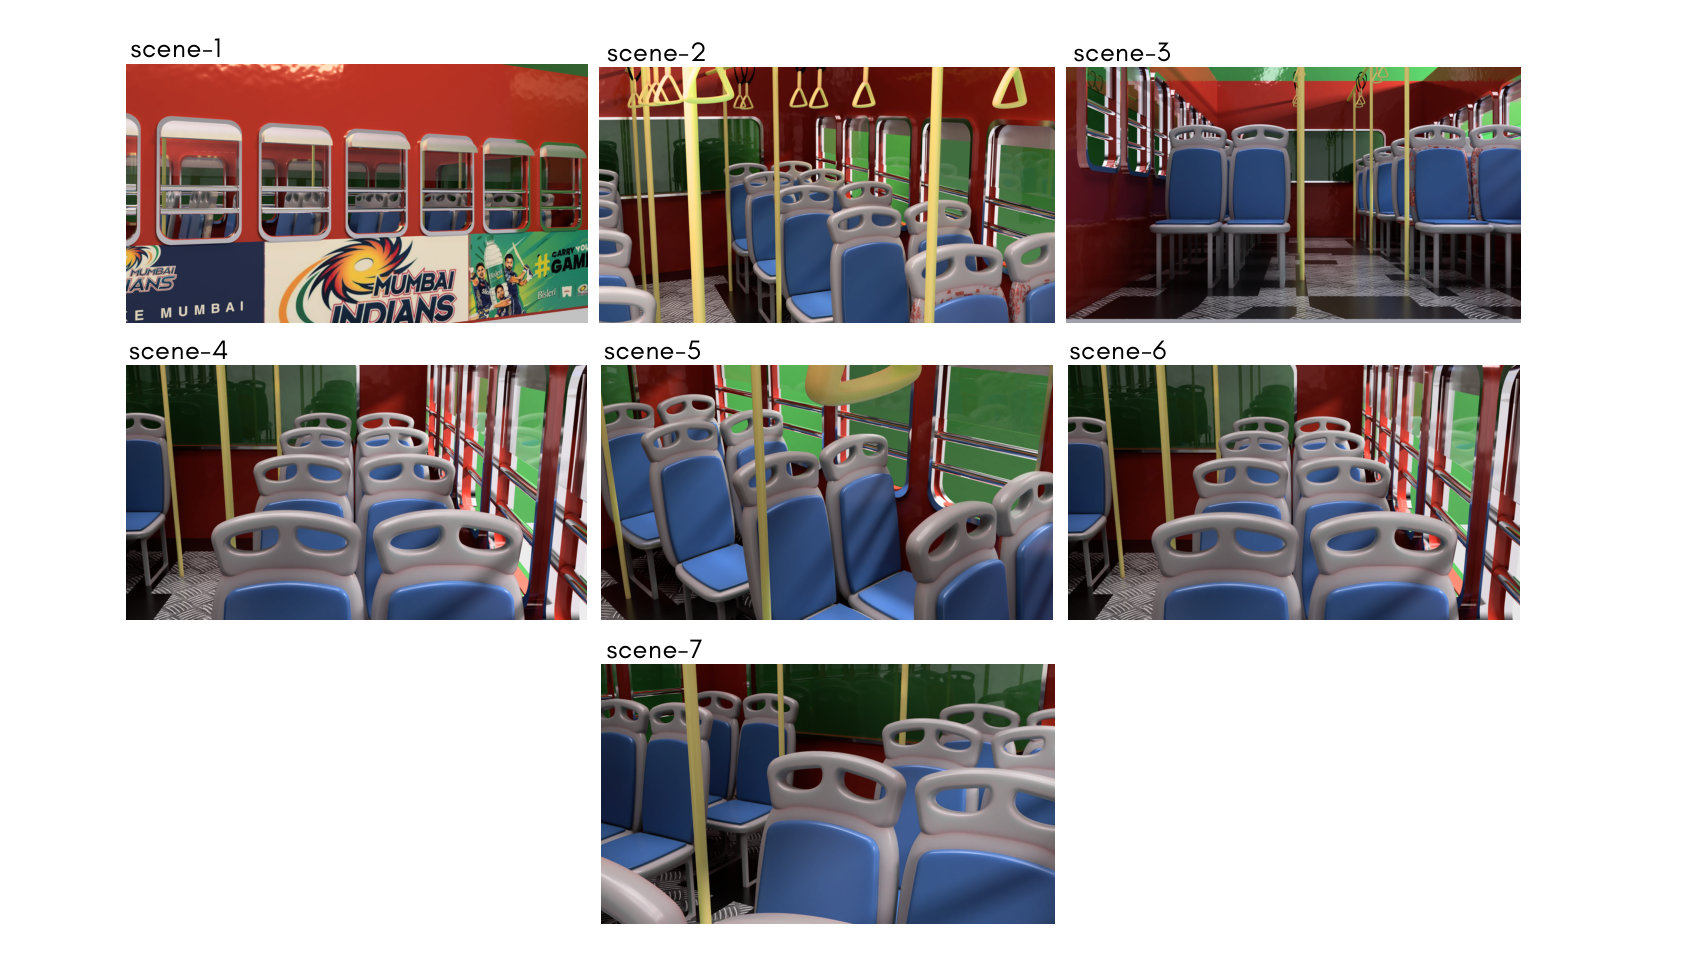 scene-1
scene-2
scene-3
MUMBAI
IANS
E MUMBAI
MUMBAI
INDIANS
#CARRY YOU
GAM
Bisleri
scene-4
scene-5
scene-6
scene-7